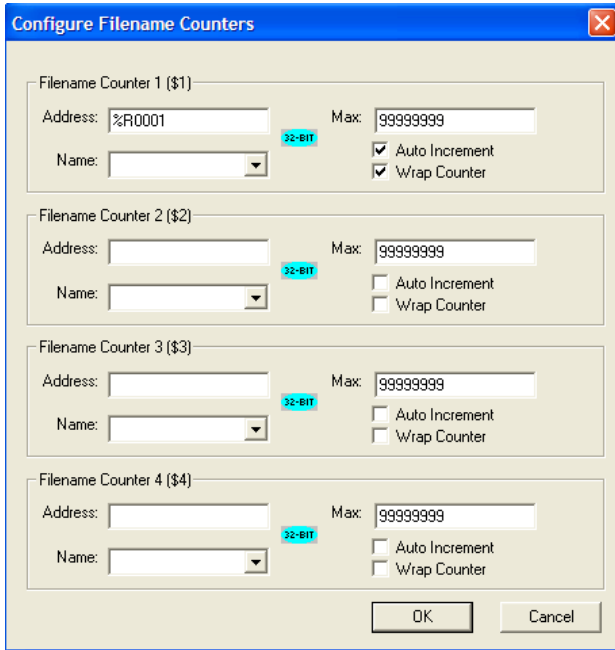 Configure Filename Counters
Filename Counter 1 ($1)
Address: %R0001 32-BIT Max: 99999999
Name: Auto Increment
Wrap Counter
Filename Counter 2 ($2)
Address: 32-BIT Max: 99999999
Name: Auto Increment
Wrap Counter
Filename Counter 3 ($3)
Address: 32-BIT Max: 99999999
Name: Auto Increment
Wrap Counter
Filename Counter 4 ($4)
Address: 32-BIT Max: 99999999
Name: Auto Increment
Wrap Counter
OK Cancel